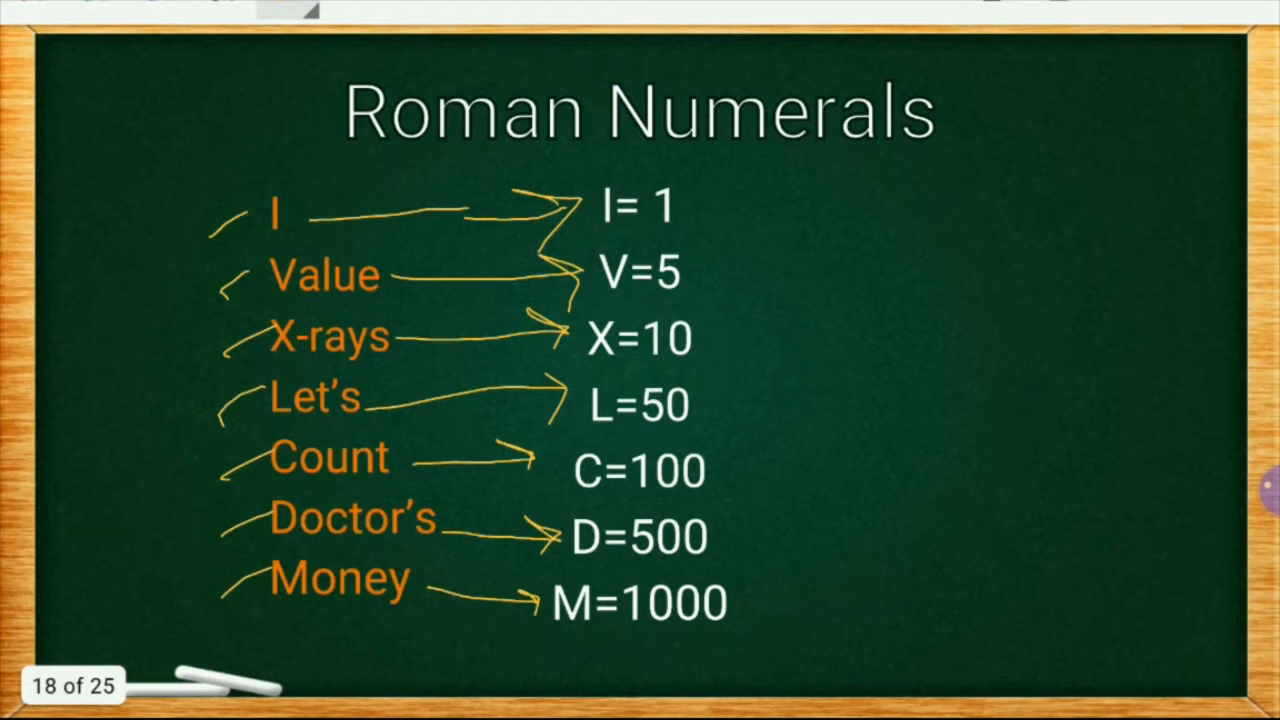 Roman Numerals
I
I= 1
Value
V=5
X-rays
X=10
Let’s
L=50
Count
C=100
Doctor’s
D=500
Money
M=1000
18 of 25